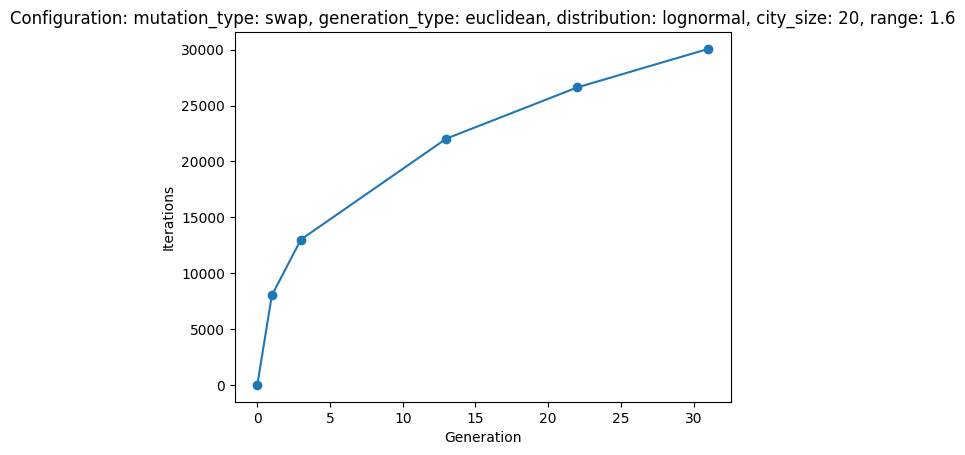 Configuration: mutation_type: swap, generation_type: euclidean, distribution: lognormal, city_size: 20, range: 1.6
30000
25000
20000
15000
10000
5000
0
Iterations
0 5 10 15 20 25 30
Generation